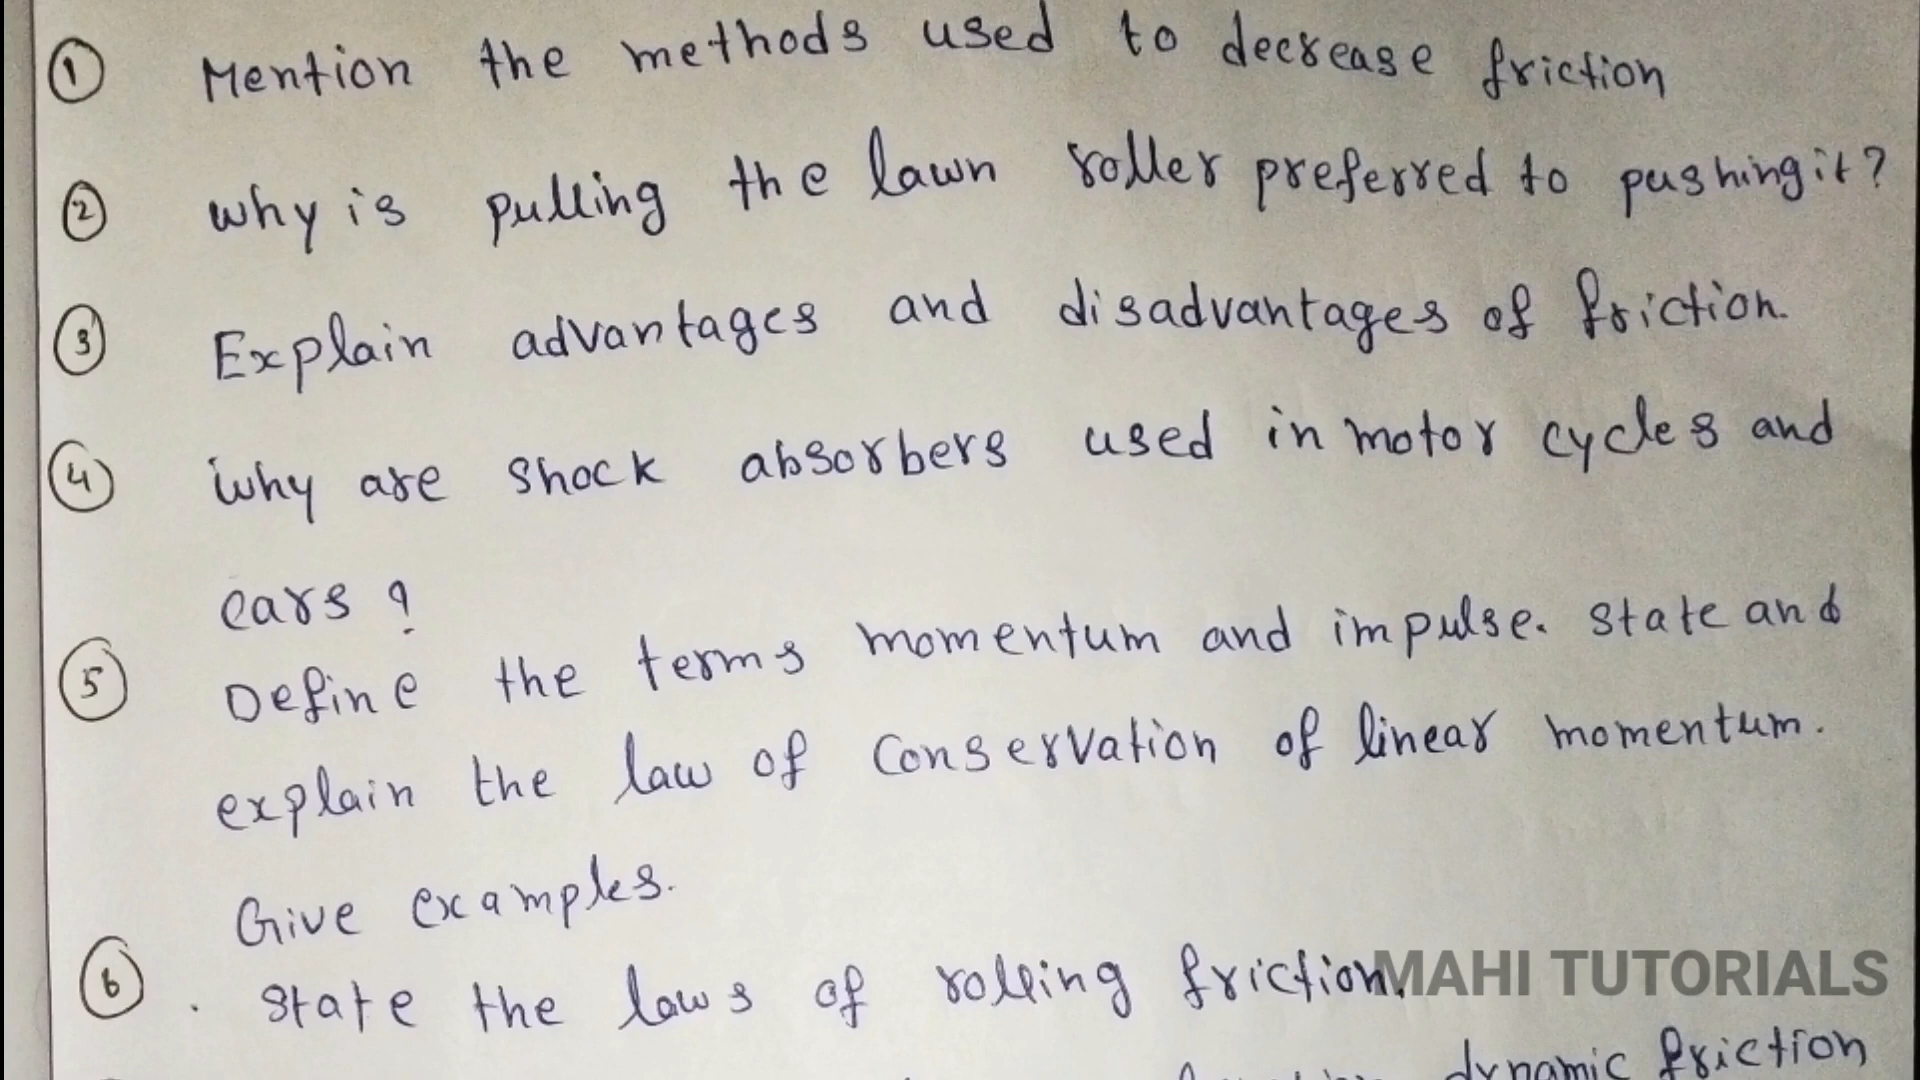 ① Mention the methods used to decrease friction
② why is pulling the lawn roller preferred to pushing it?
③ Explain advantages and disadvantages of friction.
④ why are shock absorbers used in motor cycles and
cars?
⑤ Define the terms momentum and impulse. State and
explain the law of conservation of linear momentum.
Give examples.
⑥ . State the laws of rolling friction.
MAHI TUTORIALS
dynamic friction